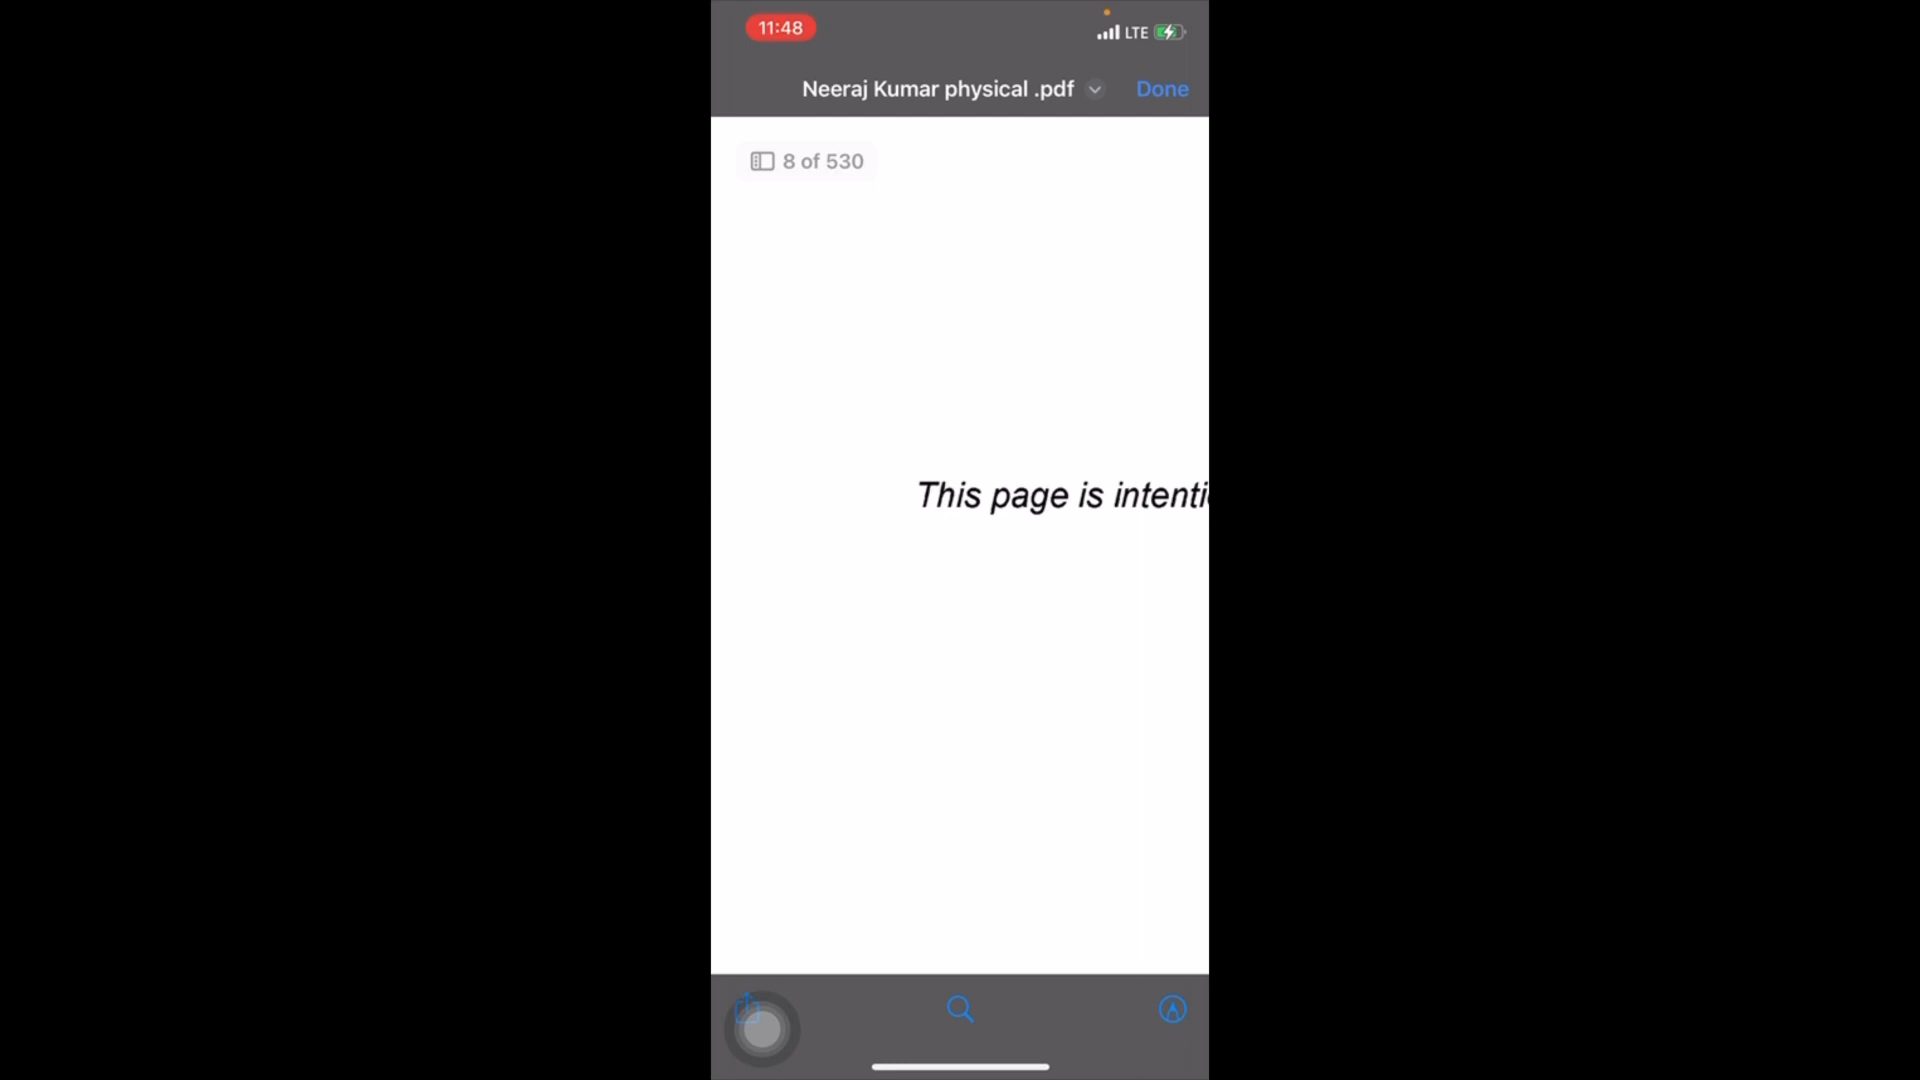 11:48
LTE
Neeraj Kumar physical .pdf
Done
8 of 530
This page is intenti